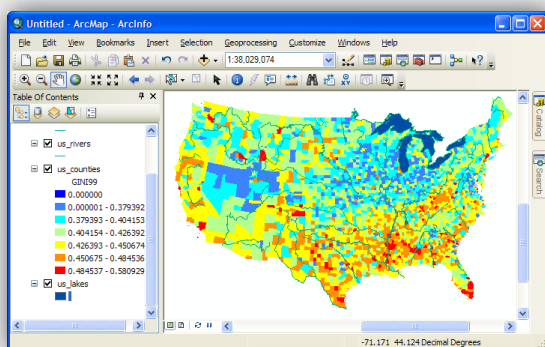 Untitled - ArcMap - ArcInfo
File Edit View Bookmarks Insert Selection Geoprocessing Customize Windows Help
1:38,029,074
Table Of Contents
us_rivers
us_counties
GINI99
0.000000
0.000001 - 0.379392
0.379393 - 0.404153
0.404154 - 0.426392
0.426393 - 0.450674
0.450675 - 0.484536
0.484537 - 0.580929
us_lakes
Catalog
Search
-71.171 44.124 Decimal Degrees